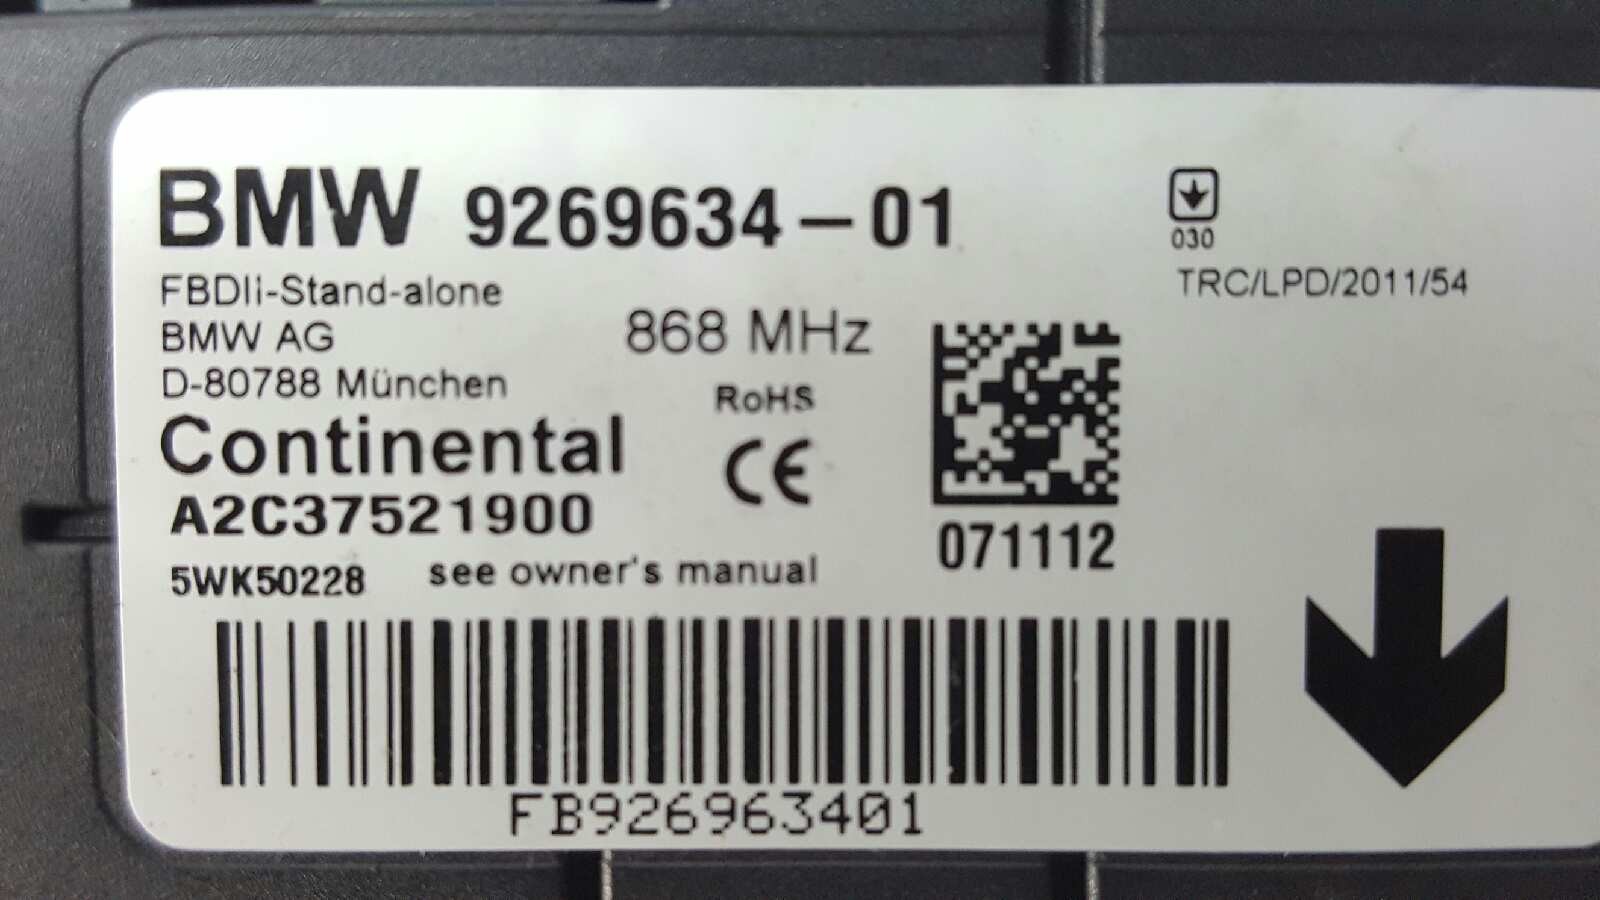 BMW 9269634-01
FBDIi-Stand-alone
BMW AG
868 MHz
D-80788 München
RoHS
Continental
CE
A2C37521900
5WK50228
see owner's manual
030
TRC/LPD/2011/54
071112
FB926963401